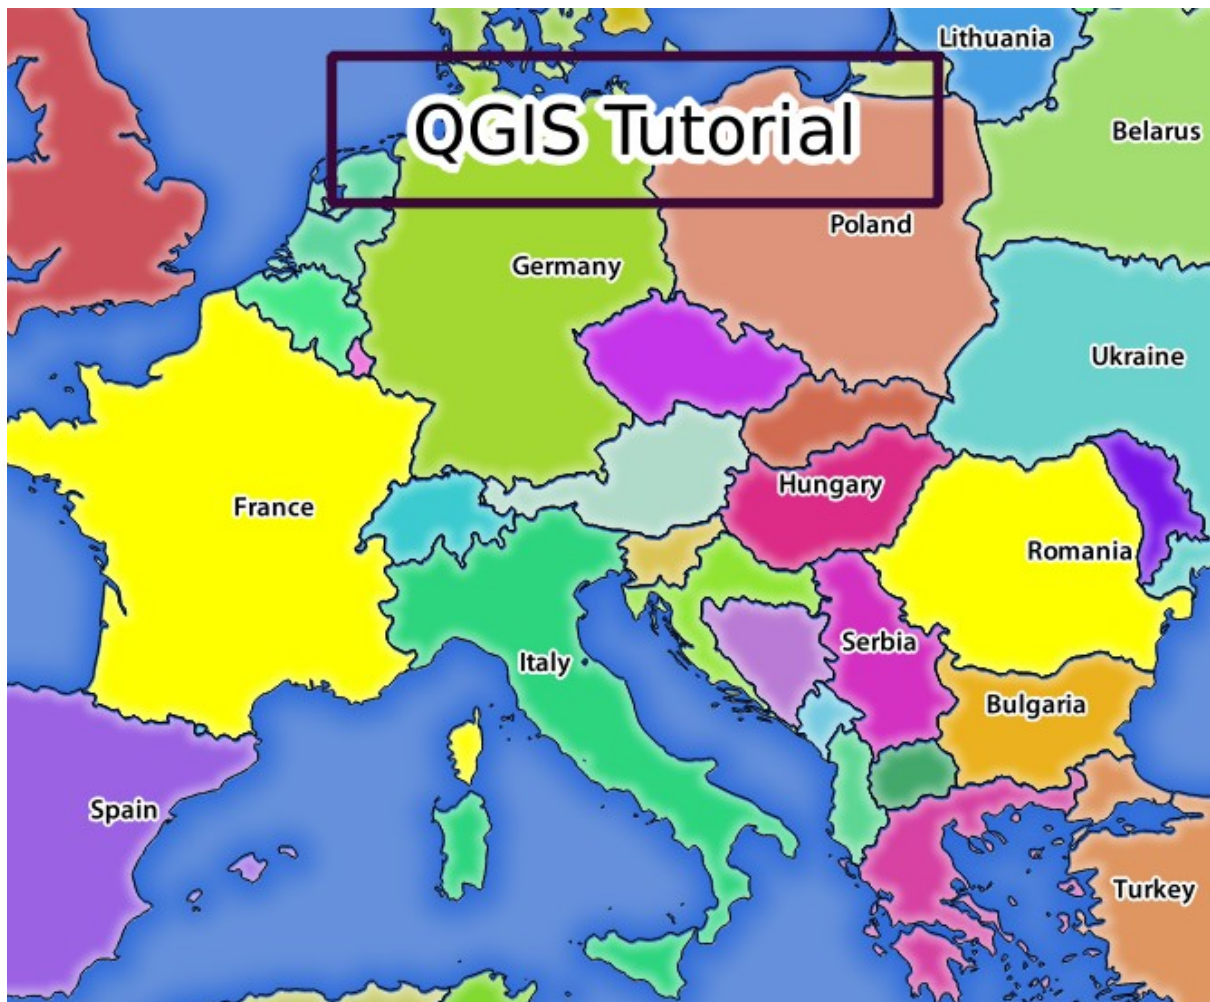 Lithuania
QGIS Tutorial
Belarus
Poland
Germany
Ukraine
Hungary
France
Romania
Serbia
Italy
Bulgaria
Spain
Turkey